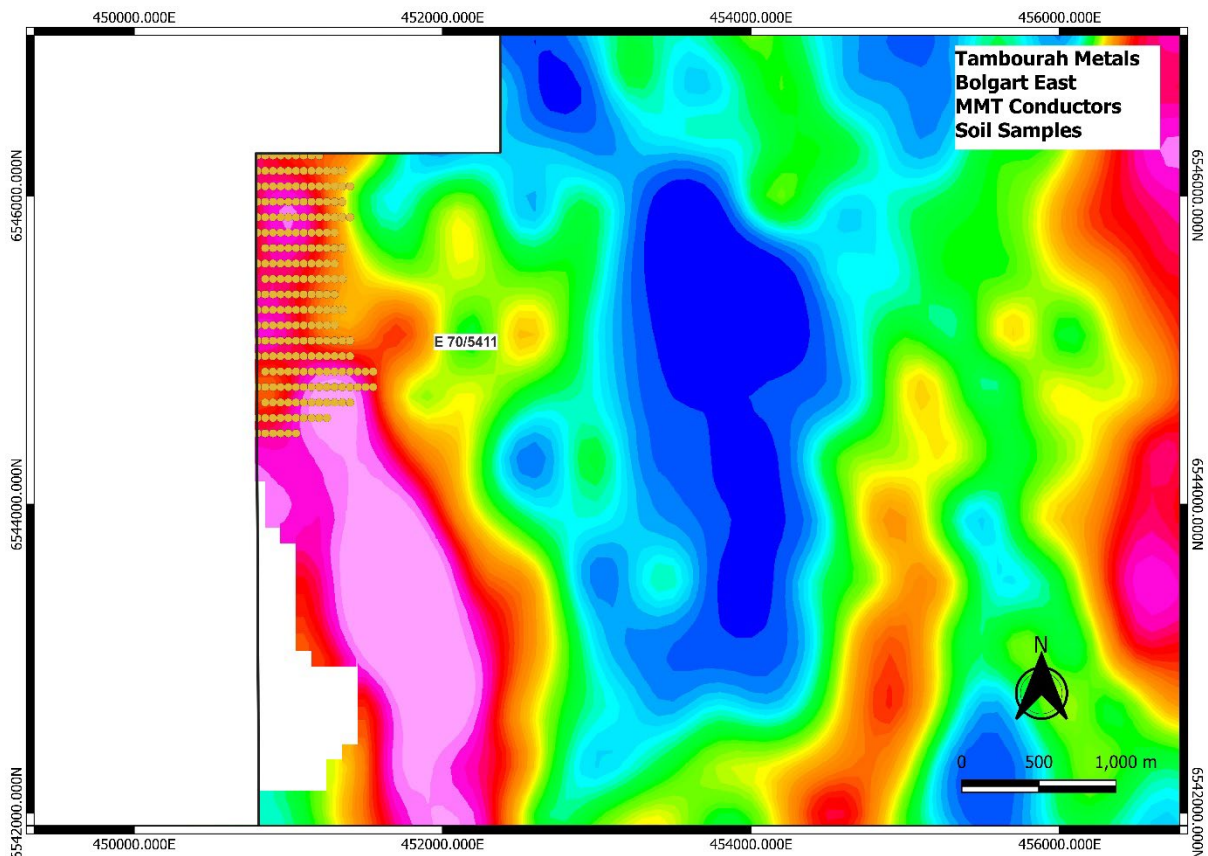 450000.000E 452000.000E 454000.000E 456000.000E
Tambourah Metals
Bolgart East
MMT Conductors
Soil Samples
6546000.000N
6546000.000N
E 70/5411
6544000.000N
6544000.000N
N
0 500 1,000 m
6542000.000N
6542000.000N
450000.000E 452000.000E 454000.000E 456000.000E